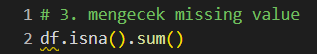 1 # 3. mengecek missing value
2 df.isna().sum()